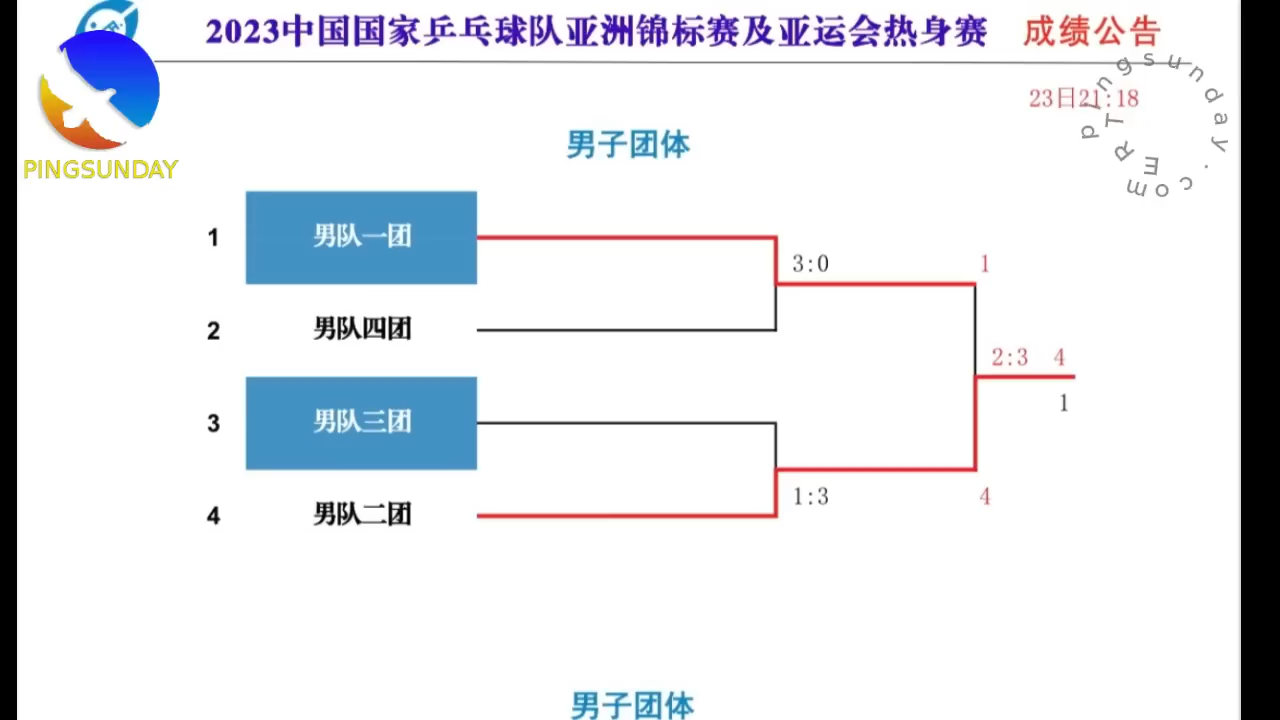 2023中国国家乒乓球队亚洲锦标赛及亚运会热身赛 成绩公告
PINGSUNDAY
pingsunday.com
ERT
23日21:18
男子团体
1 男队一团
3:0 1
2 男队四团
2:3 4
1
3 男队三团
1:3 4
4 男队二团
男子团体